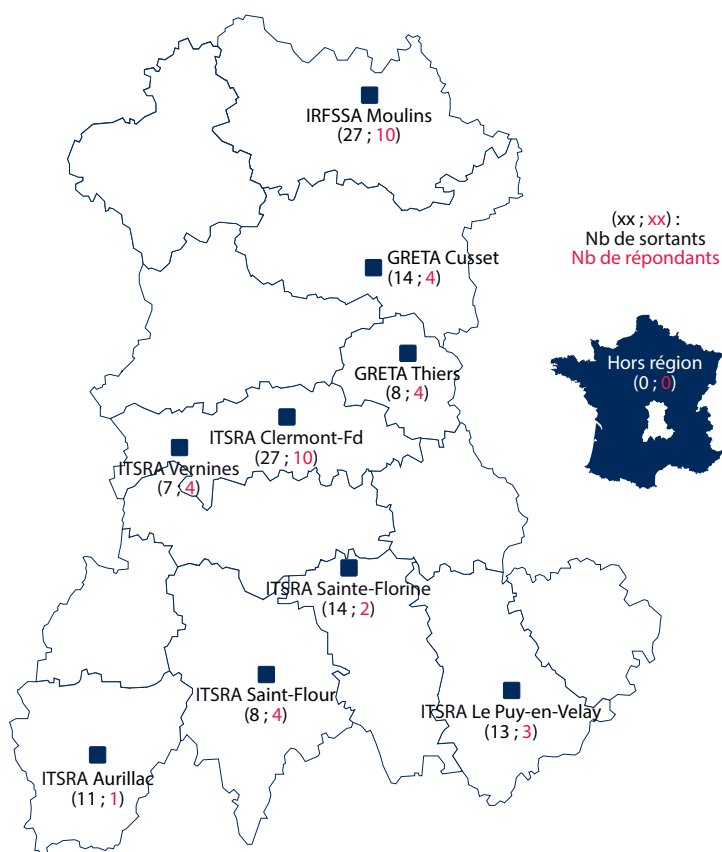 IRFSSA Moulins
(27 ; 10)
(xx ; xx) :
Nb de sortants
Nb de répondants
GRETA Cusset
(14 ; 4)
Hors région
(0 ; 0)
GRETA Thiers
(8 ; 4)
ITSRA Clermont-Fd
(27 ; 10)
ITSRA Vernines
(7 ; 4)
ITSRA Sainte-Florine
(14 ; 2)
ITSRA Saint-Flour
(8 ; 4)
ITSRA Le Puy-en-Velay
(13 ; 3)
ITSRA Aurillac
(11 ; 1)